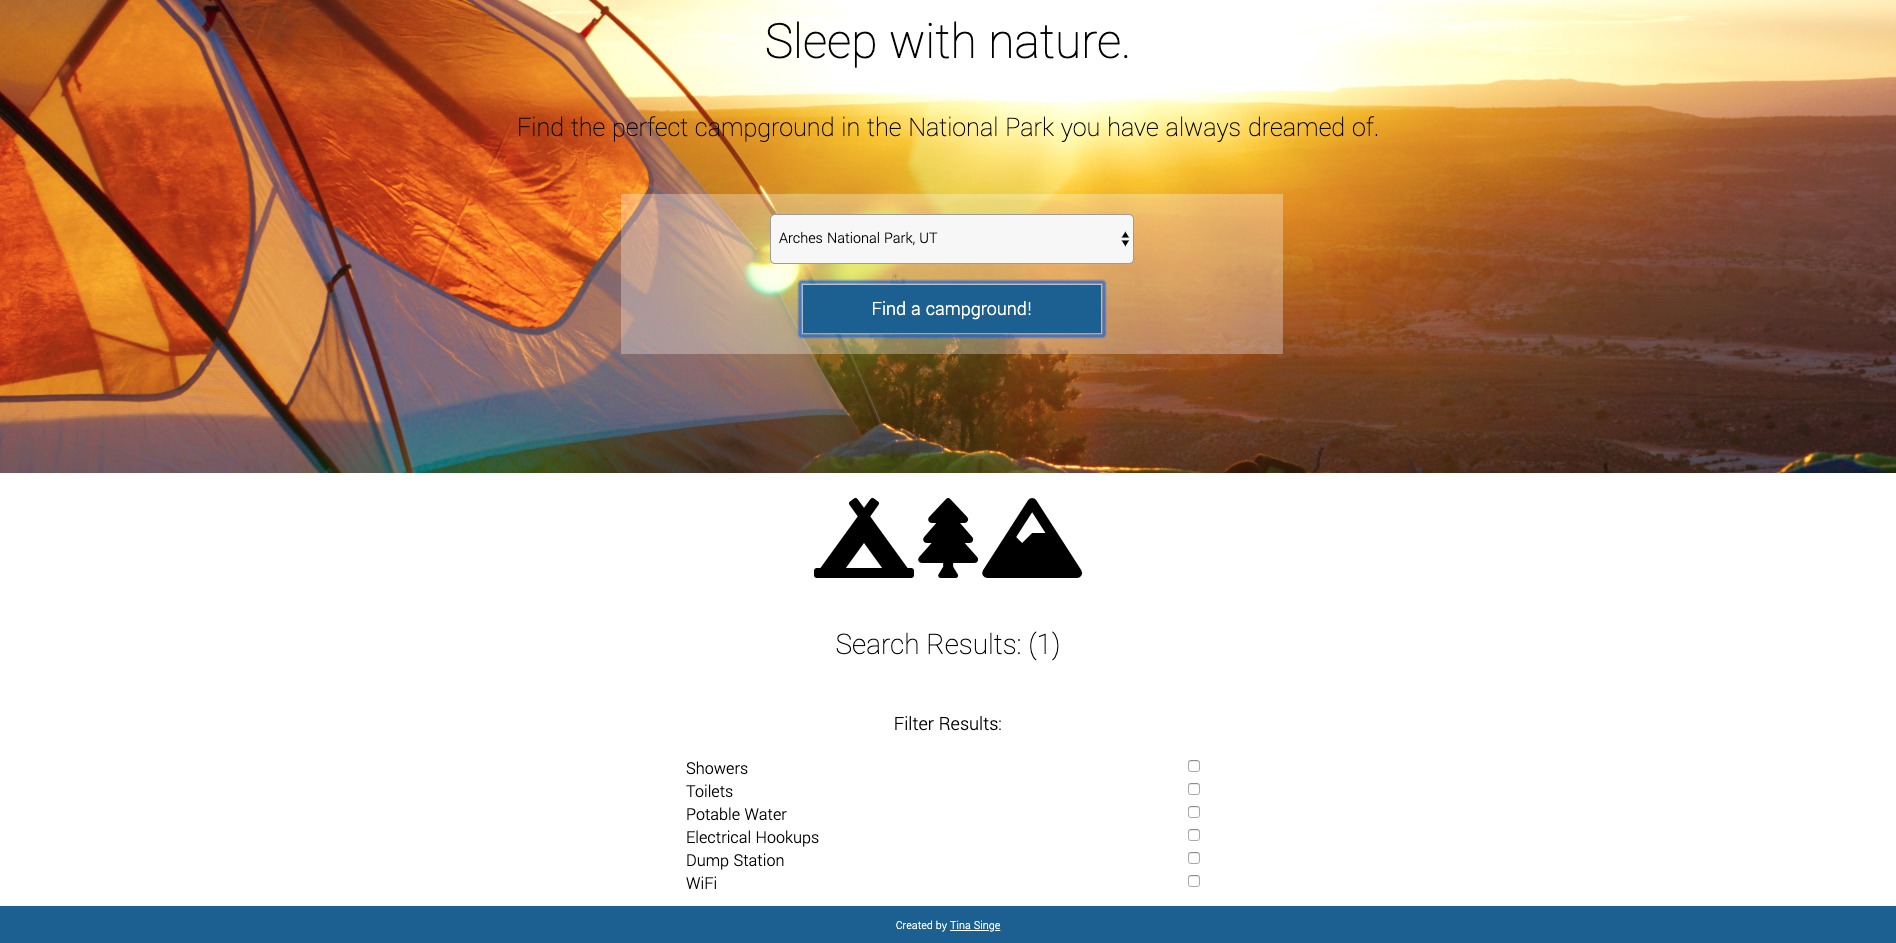 Sleep with nature.
Find the perfect campground in the National Park you have always dreamed of.
Arches National Park, UT
Find a campground!
Search Results: (1)
Filter Results:
Showers
Toilets
Potable Water
Electrical Hookups
Dump Station
WiFi
Created by Tina Singe